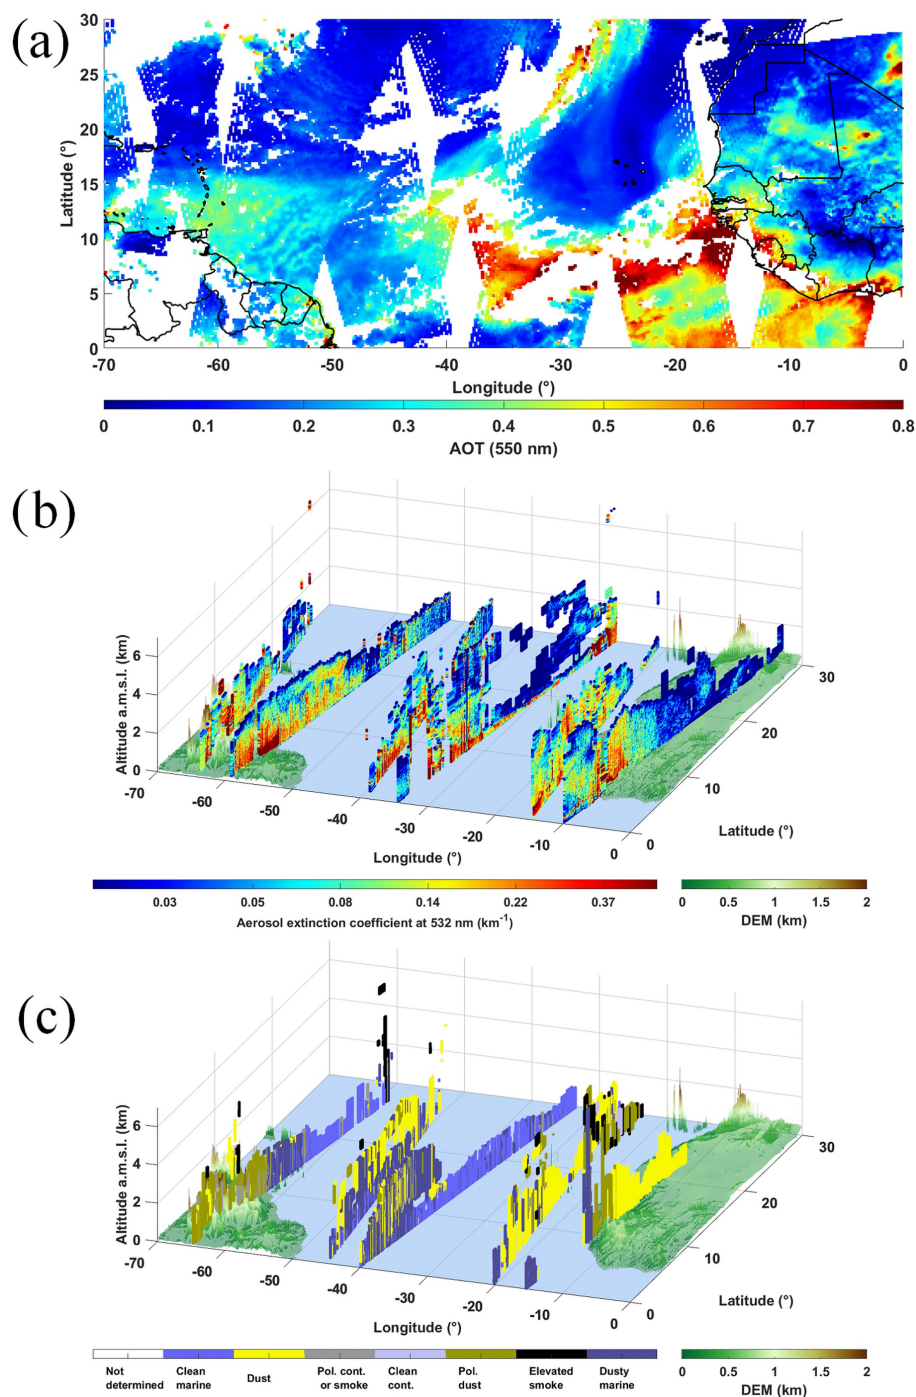 (a)
30
25
20
15
10
5
0
Latitude (°)
-70 -60 -50 -40 -30 -20 -10 0
Longitude (°)
0 0.1 0.2 0.3 0.4 0.5 0.6 0.7 0.8
AOT (550 nm)
(b)
Altitude a.m.s.l. (km)
6
4
2
0
-70 -60 -50 -40 -30 -20 -10 0
Longitude (°)
0 10 20 30
Latitude (°)
0.03 0.05 0.08 0.14 0.22 0.37
Aerosol extinction coefficient at 532 nm (km-1)
0 0.5 1 1.5 2
DEM (km)
(c)
Altitude a.m.s.l. (km)
6
4
2
0
-70 -60 -50 -40 -30 -20 -10 0
Longitude (°)
0 10 20 30
Latitude (°)
Not determined
Clean marine
Dust
Pol. cont. or smoke
Clean cont.
Pol. dust
Elevated smoke
Dusty marine
0 0.5 1 1.5 2
DEM (km)